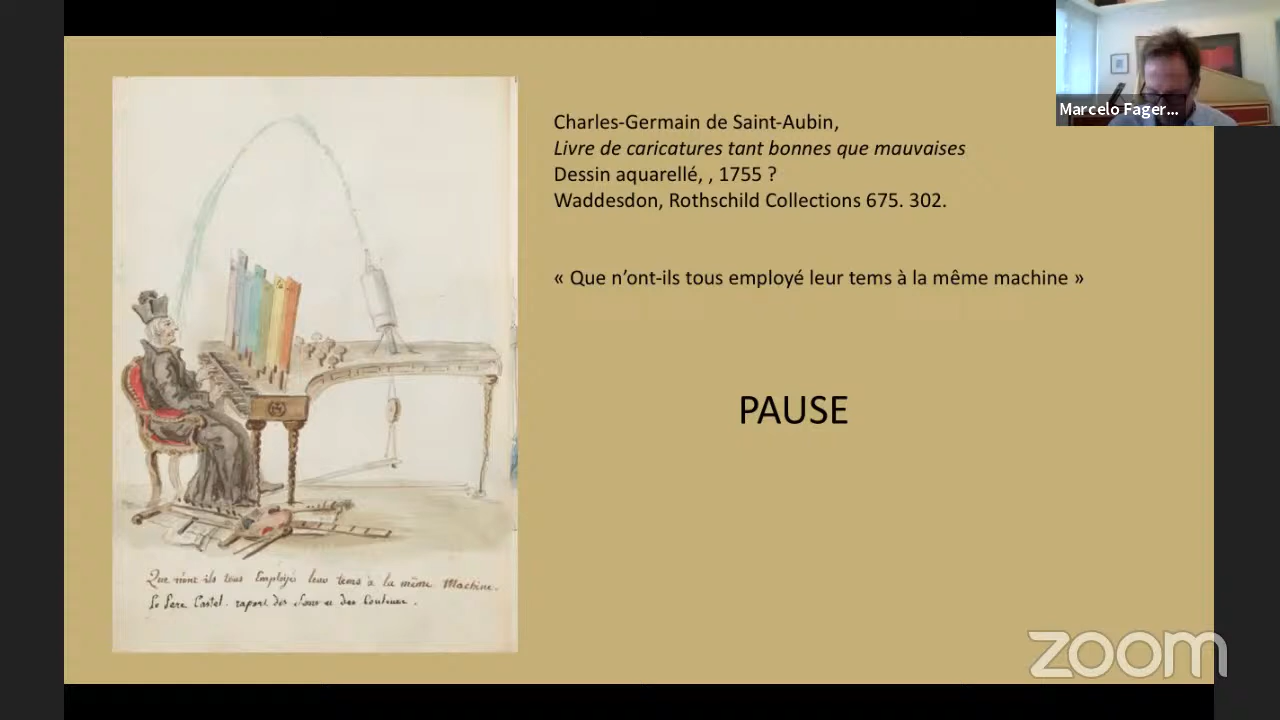 Charles-Germain de Saint-Aubin,
Livre de caricatures tant bonnes que mauvaises
Dessin aquarellé, , 1755 ?
Waddesdon, Rothschild Collections 675. 302.
« Que n’ont-ils tous employé leur tems à la même machine »
PAUSE
Que n'ont ils tous Employés leur tems a la même Machine.
Le Pere Castel. raport des Sons et des Couleurs.
Marcelo Fager...
zoom